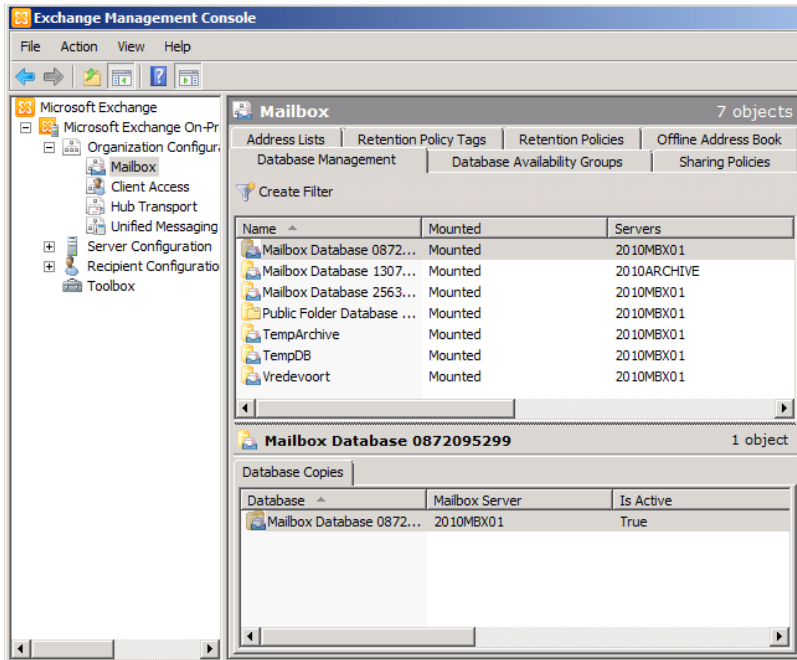 Exchange Management Console
File Action View Help
Microsoft Exchange
Microsoft Exchange On-Pr
Organization Configura
Mailbox
Client Access
Hub Transport
Unified Messaging
Server Configuration
Recipient Configuratio
Toolbox
Mailbox 7 objects
Address Lists Retention Policy Tags Retention Policies Offline Address Book
Database Management Database Availability Groups Sharing Policies
Create Filter
Name Mounted Servers
Mailbox Database 0872... Mounted 2010MBX01
Mailbox Database 1307... Mounted 2010ARCHIVE
Mailbox Database 2563... Mounted 2010MBX01
Public Folder Database ... Mounted 2010MBX01
TempArchive Mounted 2010MBX01
TempDB Mounted 2010MBX01
Vredevoort Mounted 2010MBX01
Mailbox Database 0872095299 1 object
Database Copies
Database Mailbox Server Is Active
Mailbox Database 0872... 2010MBX01 True